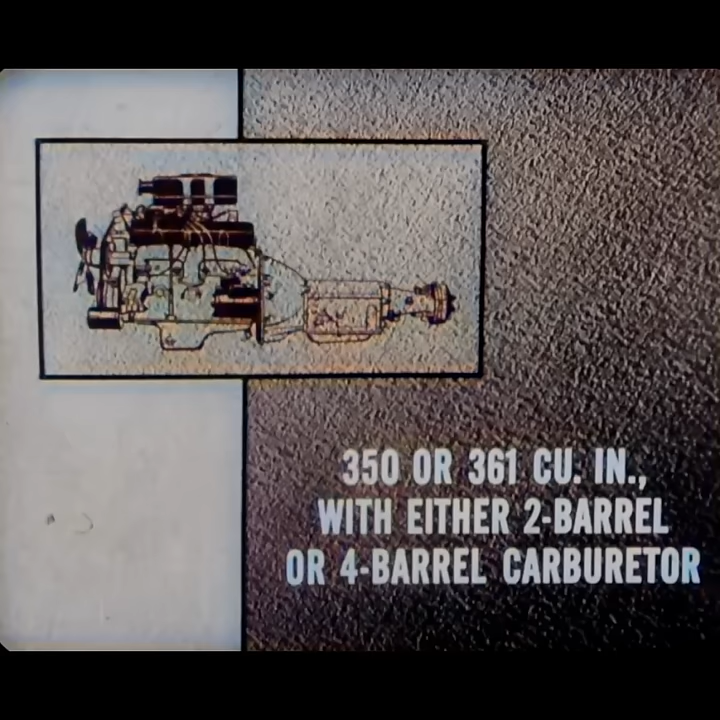 350 OR 361 CU. IN.,
WITH EITHER 2-BARREL
OR 4-BARREL CARBURETOR